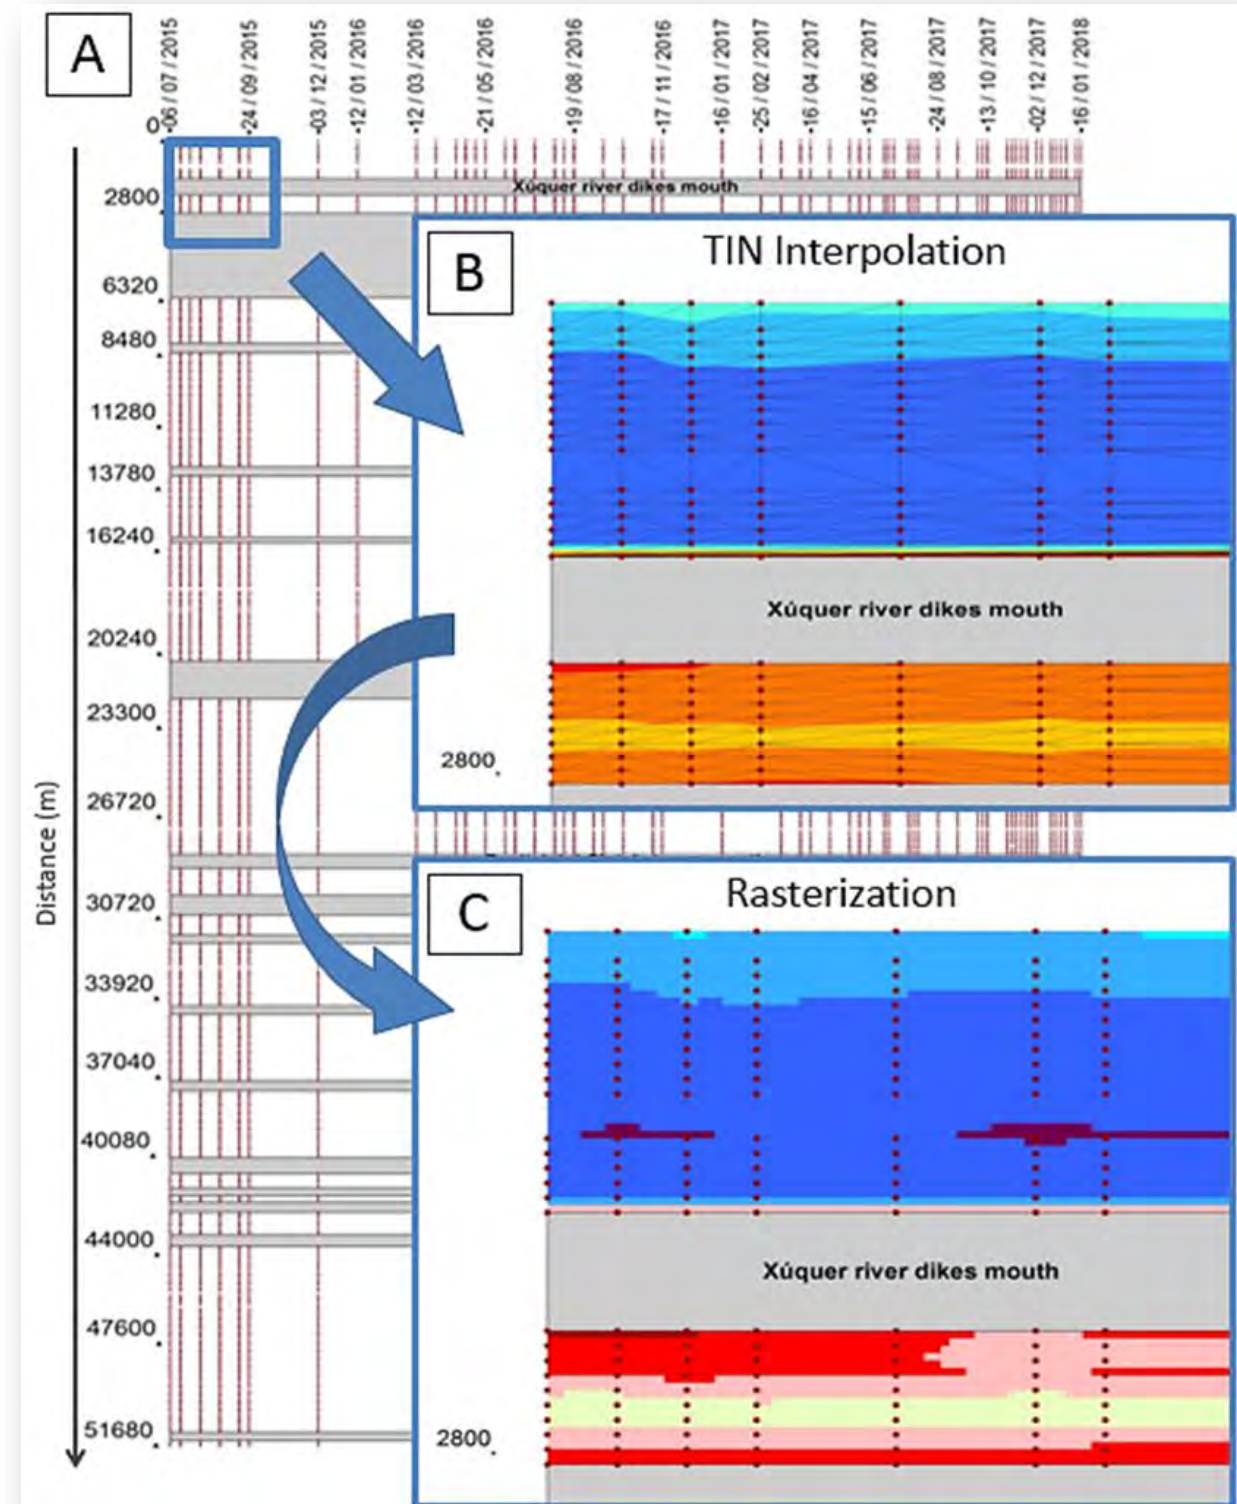 A
-06 / 07 / 2015
-24 / 09 / 2015
-03 / 12 / 2015
-12 / 01 / 2016
-12 / 03 / 2016
-21 / 05 / 2016
-19 / 08 / 2016
-17 / 11 / 2016
-16 / 01 / 2017
-25 / 02 / 2017
-16 / 04 / 2017
-15 / 06 / 2017
-24 / 08 / 2017
-13 / 10 / 2017
-02 / 12 / 2017
-16 / 01 / 2018
0
Xúquer river dikes mouth
2800
6320
8480
11280
13780
16240
20240
23300
26720
30720
33920
37040
40080
44000
47600
51680
Distance (m)
B
TIN Interpolation
Xúquer river dikes mouth
2800
C
Rasterization
Xúquer river dikes mouth
2800